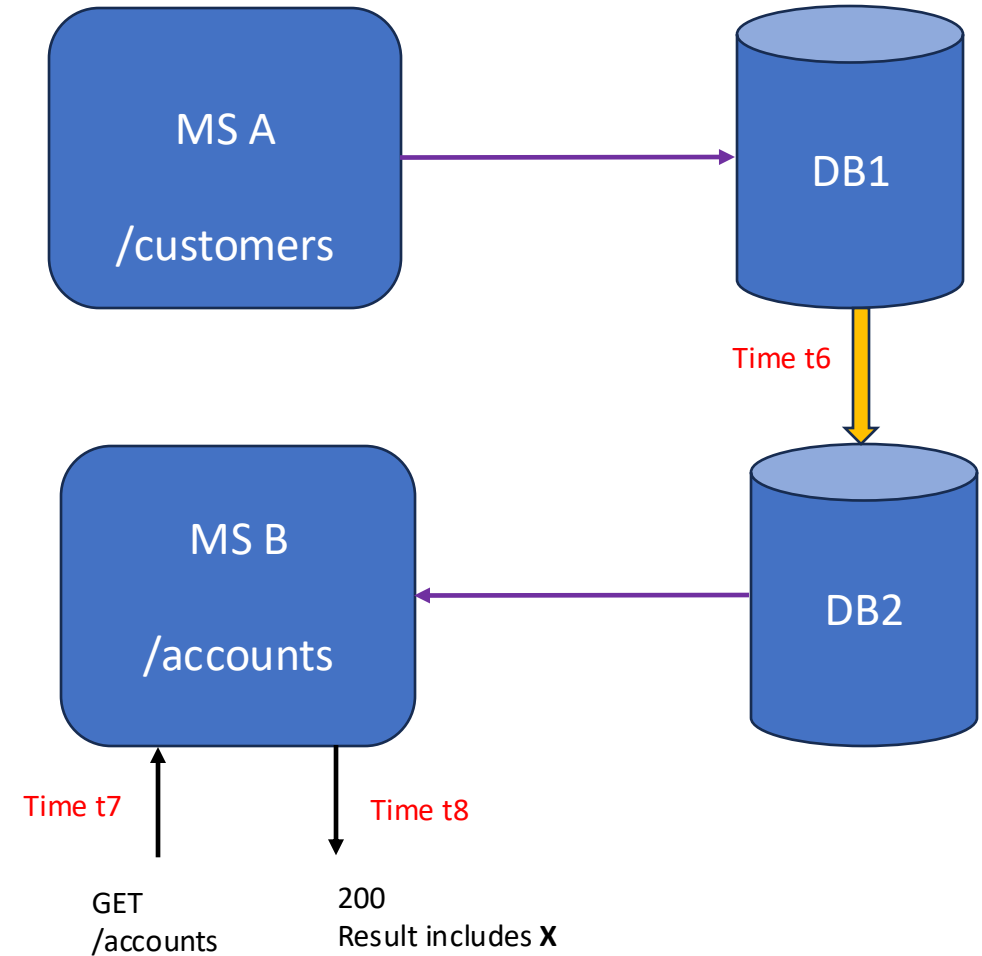 MS A
/customers
DB1
Time t6
MS B
/accounts
DB2
Time t7
Time t8
GET
/accounts
200
Result includes X